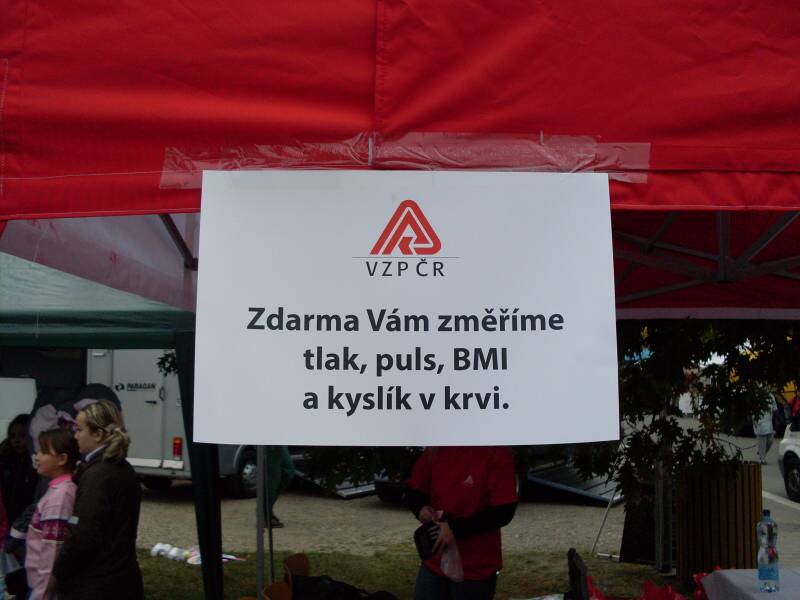 VZP ČR
Zdarma Vám změříme
tlak, puls, BMI
a kyslík v krvi.
PARAGAN